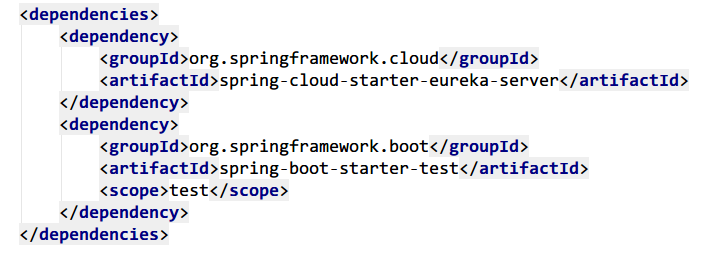 <dependencies>
<dependency>
<groupId>org.springframework.cloud</groupId>
<artifactId>spring-cloud-starter-eureka-server</artifactId>
</dependency>
<dependency>
<groupId>org.springframework.boot</groupId>
<artifactId>spring-boot-starter-test</artifactId>
<scope>test</scope>
</dependency>
</dependencies>